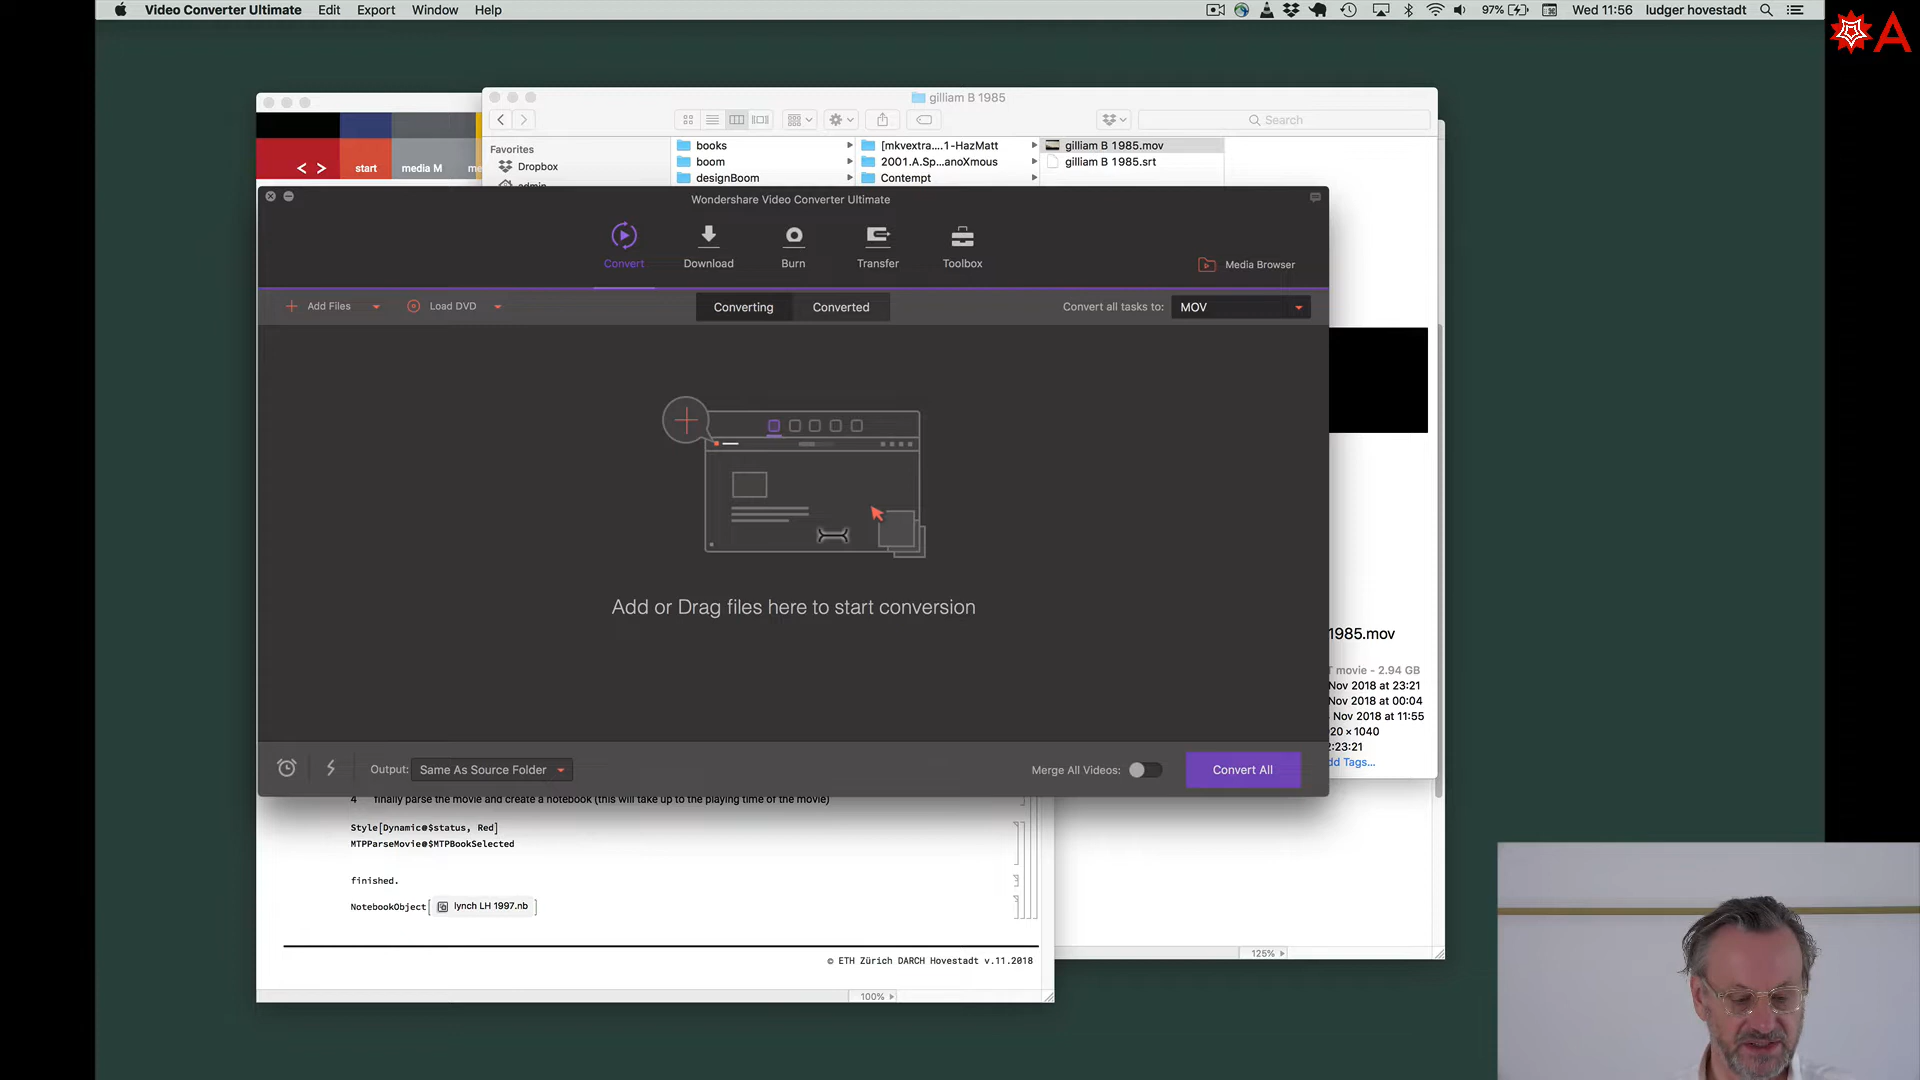 Video Converter Ultimate Edit Export Window Help 97% Wed 11:56 ludger hovestadt
A
gilliam B 1985
Search
Favorites
Dropbox
books
boom
designBoom
[mkvextra....1-HazMatt
2001.A.Sp...anoXmous
Contempt
gilliam B 1985.mov
gilliam B 1985.srt
< > start media M
Wondershare Video Converter Ultimate
Convert Download Burn Transfer Toolbox
Media Browser
Add Files Load DVD Converting Converted Convert all tasks to: MOV
Add or Drag files here to start conversion
1985.mov
T movie - 2.94 GB
Nov 2018 at 23:21
Nov 2018 at 00:04
Nov 2018 at 11:55
20 × 1040
2:23:21
dd Tags...
Output: Same As Source Folder Merge All Videos: Convert All
4 finally parse the movie and create a notebook (this will take up to the playing time of the movie)
Style[Dynamic@$status, Red]
MTPParseMovie@$MTPBookSelected
finished.
NotebookObject[ lynch LH 1997.nb ]
© ETH Zürich DARCH Hovestadt v.11.2018
125%
100%